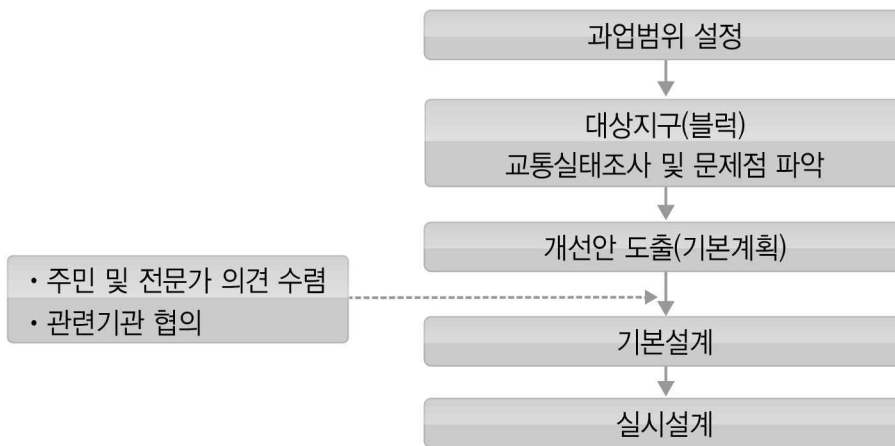 과업범위 설정
대상지구(블럭)
교통실태조사 및 문제점 파악
개선안 도출(기본계획)
· 주민 및 전문가 의견 수렴
· 관련기관 협의
기본설계
실시설계